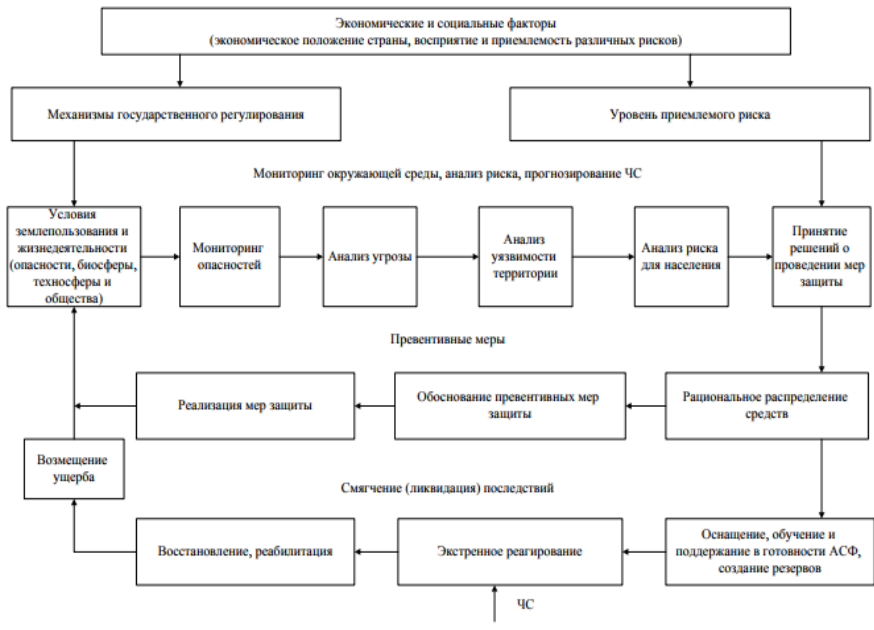 Экономические и социальные факторы
(экономическое положение страны, восприятие и приемлемость различных рисков)
Механизмы государственного регулирования
Уровень приемлемого риска
Мониторинг окружающей среды, анализ риска, прогнозирование ЧС
Условия
землепользования и
жизнедеятельности
(опасности, биосферы,
техносферы и
общества)
Мониторинг
опасностей
Анализ угрозы
Анализ
уязвимости
территории
Анализ риска
для населения
Принятие
решений о
проведении мер
защиты
Превентивные меры
Реализация мер защиты
Обоснование превентивных мер
защиты
Рациональное распределение
средств
Возмещение
ущерба
Смягчение (ликвидация) последствий
Восстановление, реабилитация
Экстренное реагирование
Оснащение, обучение и
поддержание в готовности АСФ,
создание резервов
ЧС